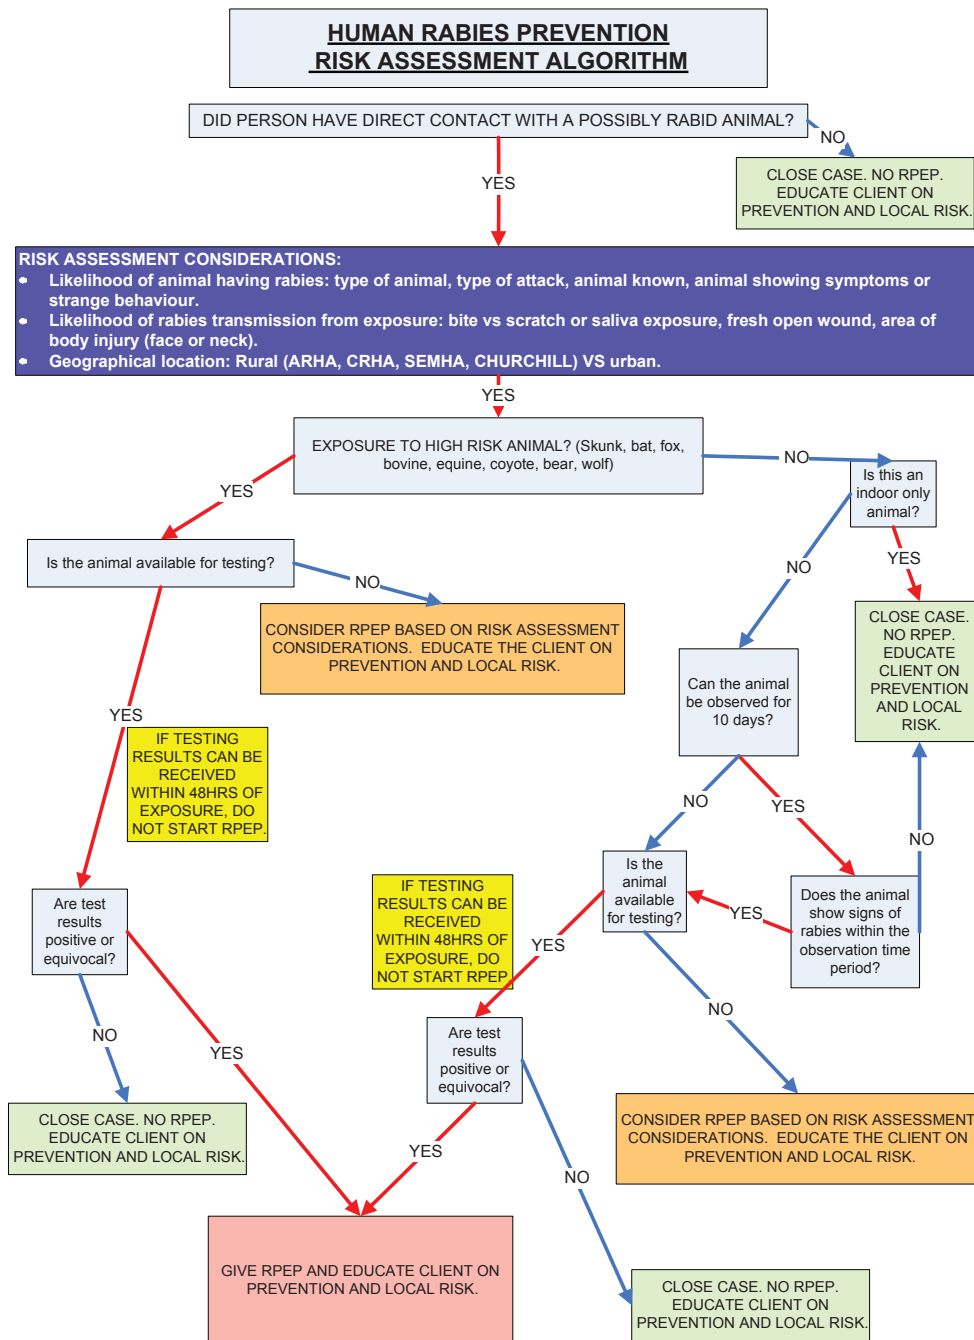 HUMAN RABIES PREVENTION
RISK ASSESSMENT ALGORITHM
DID PERSON HAVE DIRECT CONTACT WITH A POSSIBLY RABID ANIMAL?
NO
CLOSE CASE. NO RPEP.
EDUCATE CLIENT ON
PREVENTION AND LOCAL RISK.
YES
RISK ASSESSMENT CONSIDERATIONS:
• Likelihood of animal having rabies: type of animal, type of attack, animal known, animal showing symptoms or
strange behaviour.
• Likelihood of rabies transmission from exposure: bite vs scratch or saliva exposure, fresh open wound, area of
body injury (face or neck).
• Geographical location: Rural (ARHA, CRHA, SEMHA, CHURCHILL) VS urban.
YES
EXPOSURE TO HIGH RISK ANIMAL? (Skunk, bat, fox,
bovine, equine, coyote, bear, wolf)
NO
Is this an
indoor only
animal?
YES
YES
Is the animal available for testing?
NO
NO
CONSIDER RPEP BASED ON RISK ASSESSMENT
CONSIDERATIONS. EDUCATE THE CLIENT ON
PREVENTION AND LOCAL RISK.
CLOSE CASE.
NO RPEP.
EDUCATE
CLIENT ON
PREVENTION
AND LOCAL
RISK.
Can the animal
be observed for
10 days?
YES
IF TESTING
RESULTS CAN BE
RECEIVED
WITHIN 48HRS OF
EXPOSURE, DO
NOT START RPEP.
NO
YES
NO
Is the
animal
available
for testing?
YES
Does the animal
show signs of
rabies within the
observation time
period?
IF TESTING
RESULTS CAN BE
RECEIVED
WITHIN 48HRS OF
EXPOSURE, DO
NOT START RPEP
YES
Are test
results
positive or
equivocal?
NO
NO
YES
Are test
results
positive or
equivocal?
CLOSE CASE. NO RPEP.
EDUCATE CLIENT ON
PREVENTION AND LOCAL RISK.
YES
NO
CONSIDER RPEP BASED ON RISK ASSESSMENT
CONSIDERATIONS. EDUCATE THE CLIENT ON
PREVENTION AND LOCAL RISK.
GIVE RPEP AND EDUCATE CLIENT ON
PREVENTION AND LOCAL RISK.
CLOSE CASE. NO RPEP.
EDUCATE CLIENT ON
PREVENTION AND LOCAL RISK.